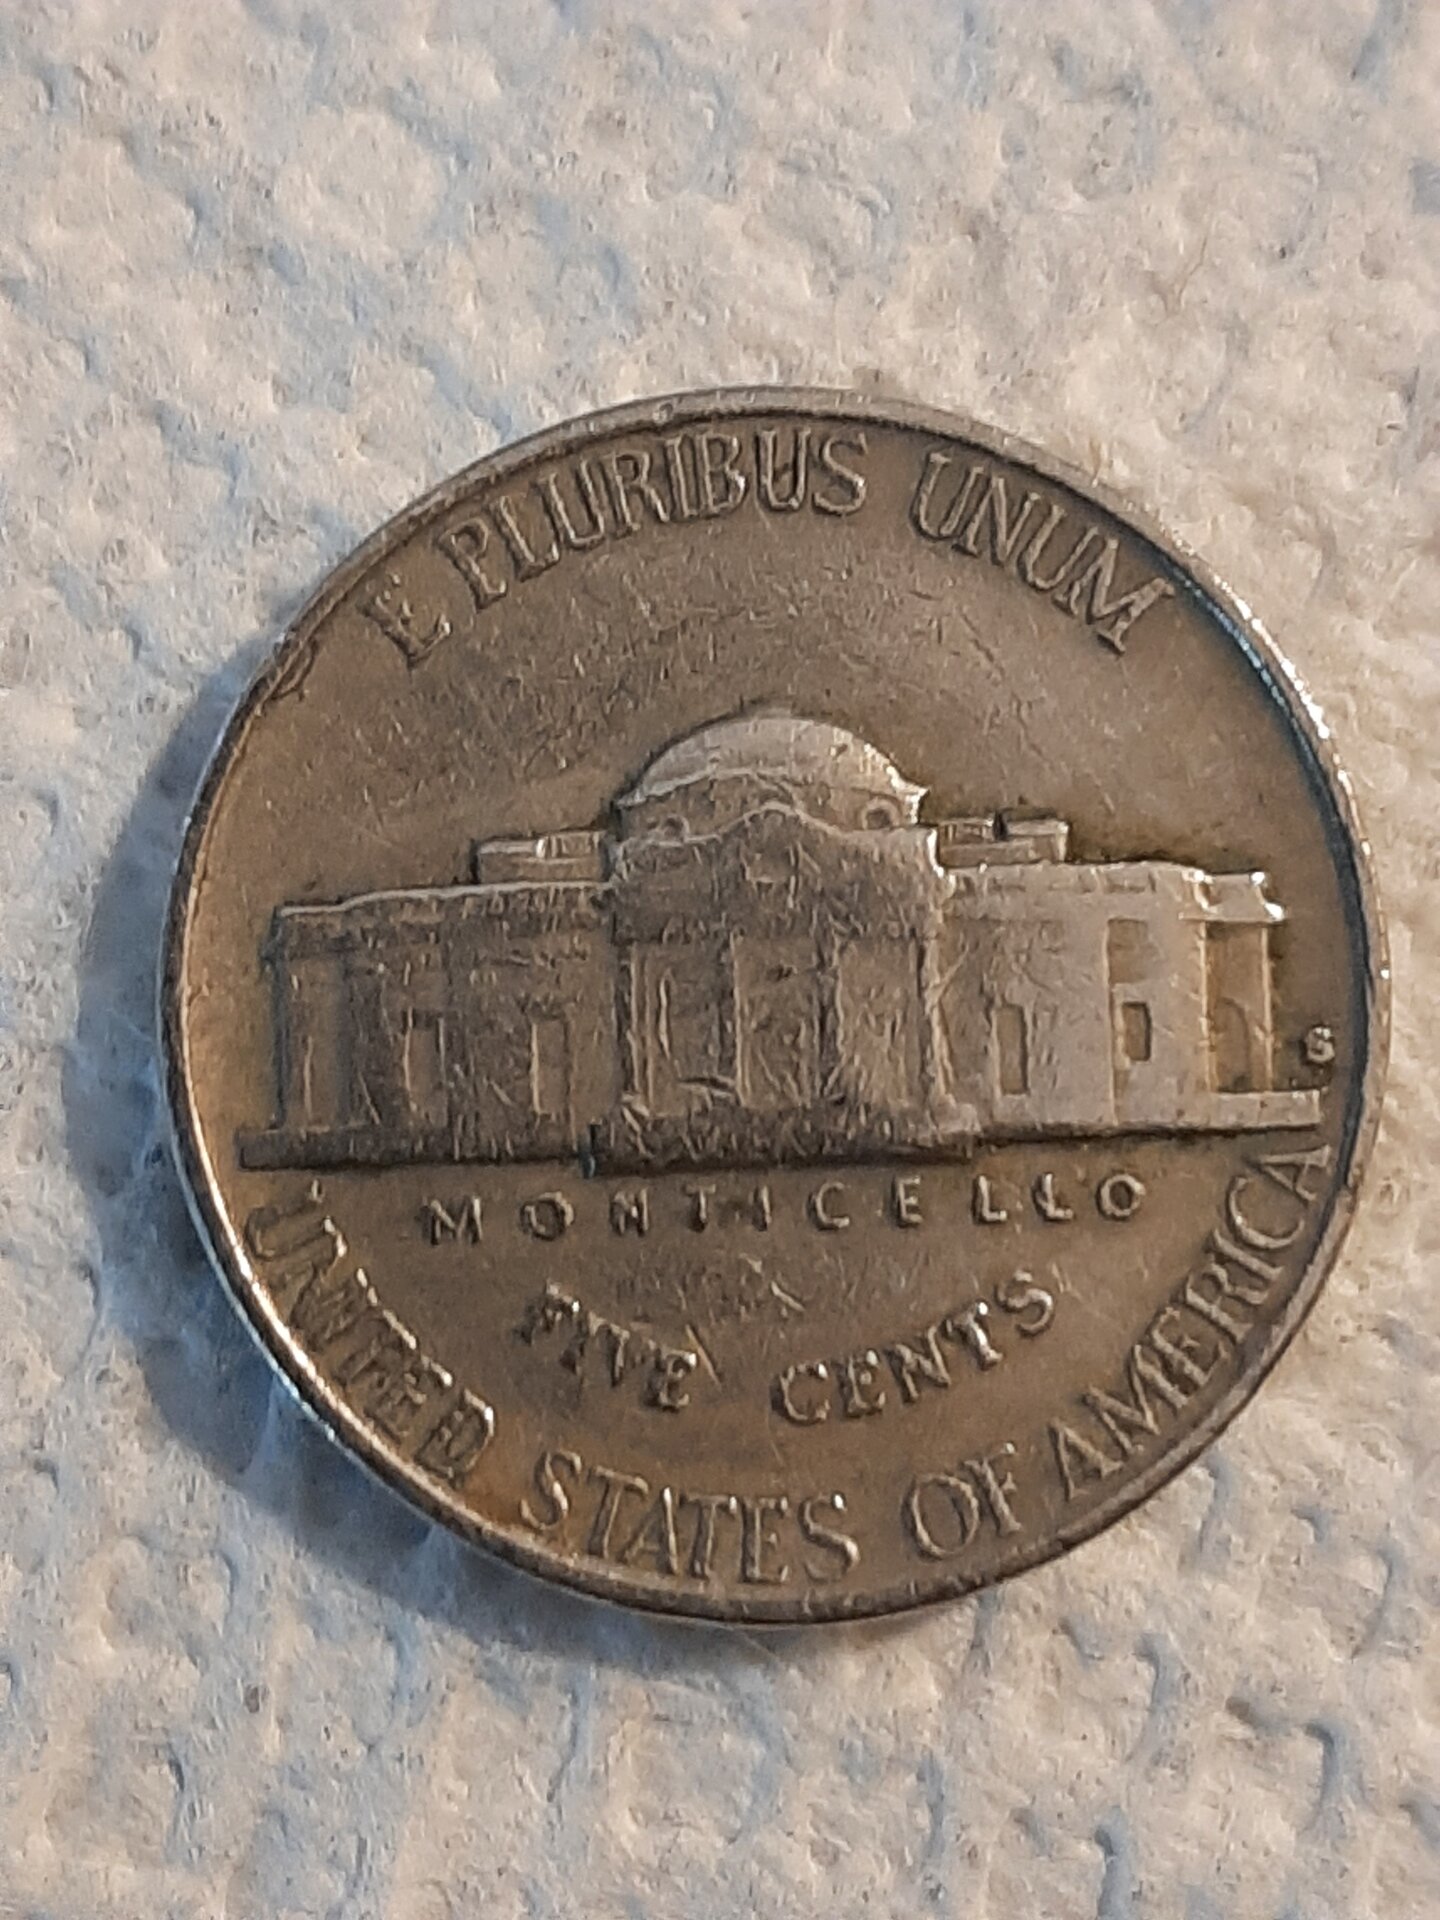 E PLURIBUS UNUM
S
MONTICELLO
FIVE CENTS
UNITED STATES OF AMERICA